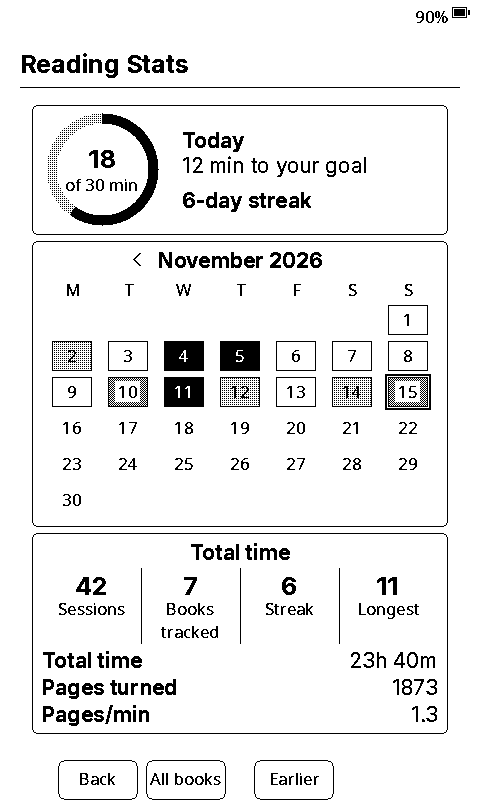 90%
Reading Stats
18
of 30 min
Today
12 min to your goal
6-day streak
November 2026
M T W T F S S
1
2 3 4 5 6 7 8
9 10 11 12 13 14 15
16 17 18 19 20 21 22
23 24 25 26 27 28 29
30
Total time
42 7 6 11
Sessions Books tracked Streak Longest
Total time 23h 40m
Pages turned 1873
Pages/min 1.3
Back All books Earlier